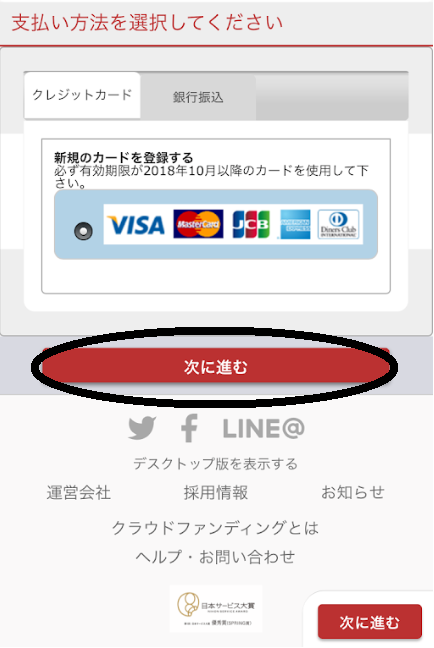 支払い方法を選択してください
クレジットカード 銀行振込
新規のカードを登録する
必ず有効期限が2018年10月以降のカードを使用して下
さい。
VISA MasterCard JCB AMERICAN EXPRESS Diners Club INTERNATIONAL
次に進む
LINE@
デスクトップ版を表示する
運営会社 採用情報 お知らせ
クラウドファンディングとは
ヘルプ・お問い合わせ
日本サービス大賞
優秀賞(SPRING賞)
次に進む